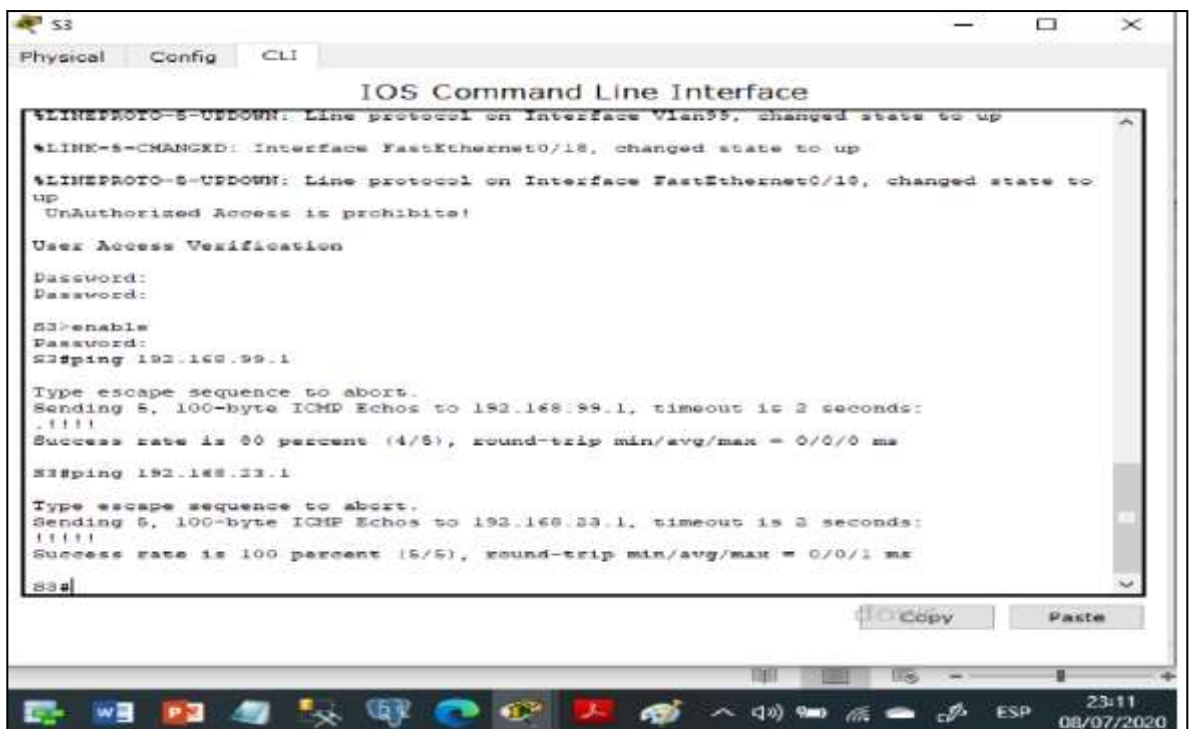 S3
Physical Config CLI
IOS Command Line Interface
%LINEPROTO-5-UPDOWN: Line protocol on Interface Vlan99, changed state to up
%LINK-5-CHANGED: Interface FastEthernet0/18, changed state to up
%LINEPROTO-5-UPDOWN: Line protocol on Interface FastEthernet0/18, changed state to
up
UnAuthorized Access is prohibite!
User Access Verification
Password:
Password:
S3>enable
Password:
S3#ping 192.168.99.1
Type escape sequence to abort.
Sending 5, 100-byte ICMP Echos to 192.168.99.1, timeout is 2 seconds:
.!!!!
Success rate is 80 percent (4/5), round-trip min/avg/max = 0/0/0 ms
S3#ping 192.168.23.1
Type escape sequence to abort.
Sending 5, 100-byte ICMP Echos to 192.168.23.1, timeout is 2 seconds:
!!!!!
Success rate is 100 percent (5/5), round-trip min/avg/max = 0/0/1 ms
S3#
Copy Paste
ESP 23:11
08/07/2020